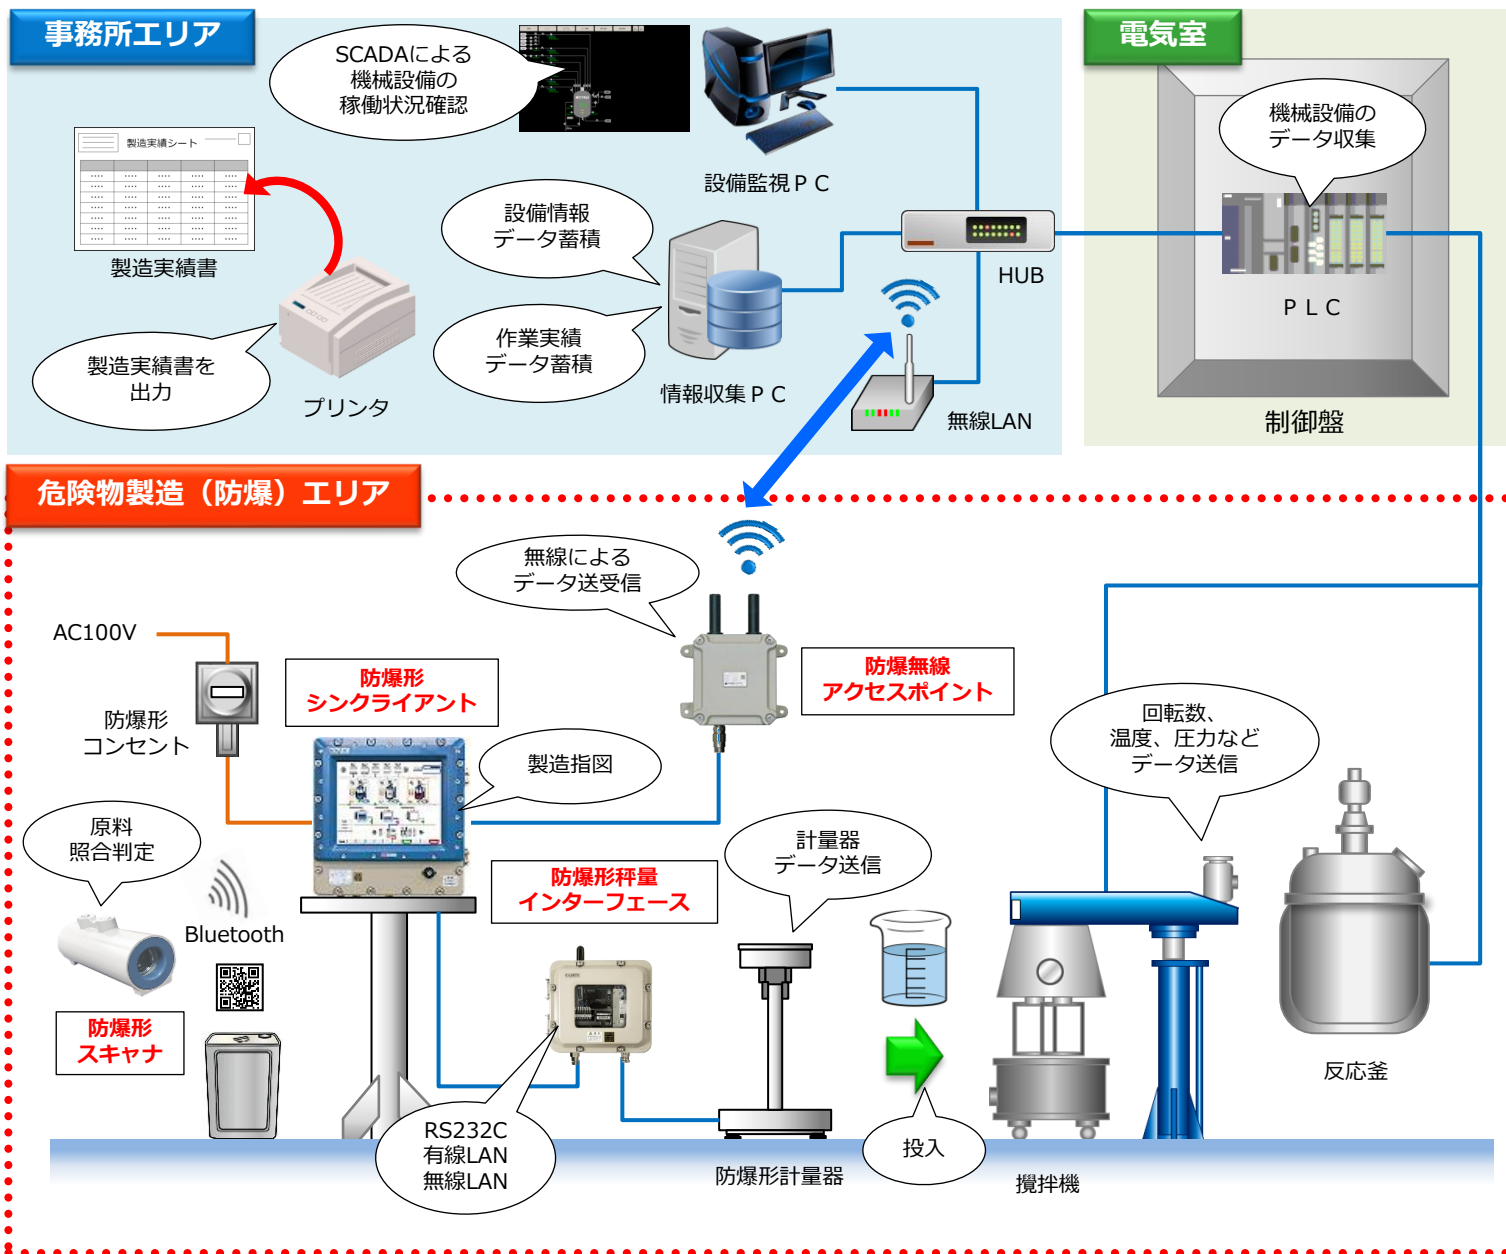 事務所エリア
SCADAによる
機械設備の
稼働状況確認
製造実績シート
製造実績書
製造実績書を
出力
プリンタ
設備監視ＰＣ
設備情報
データ蓄積
作業実績
データ蓄積
情報収集ＰＣ
HUB
無線LAN
電気室
機械設備の
データ収集
ＰＬＣ
制御盤
危険物製造（防爆）エリア
無線による
データ送受信
AC100V
防爆形
コンセント
防爆形
シンクライアント
防爆無線
アクセスポイント
製造指図
回転数、
温度、圧力など
データ送信
原料
照合判定
Bluetooth
防爆形
スキャナ
防爆形秤量
インターフェース
計量器
データ送信
RS232C
有線LAN
無線LAN
防爆形計量器
投入
攪拌機
反応釜